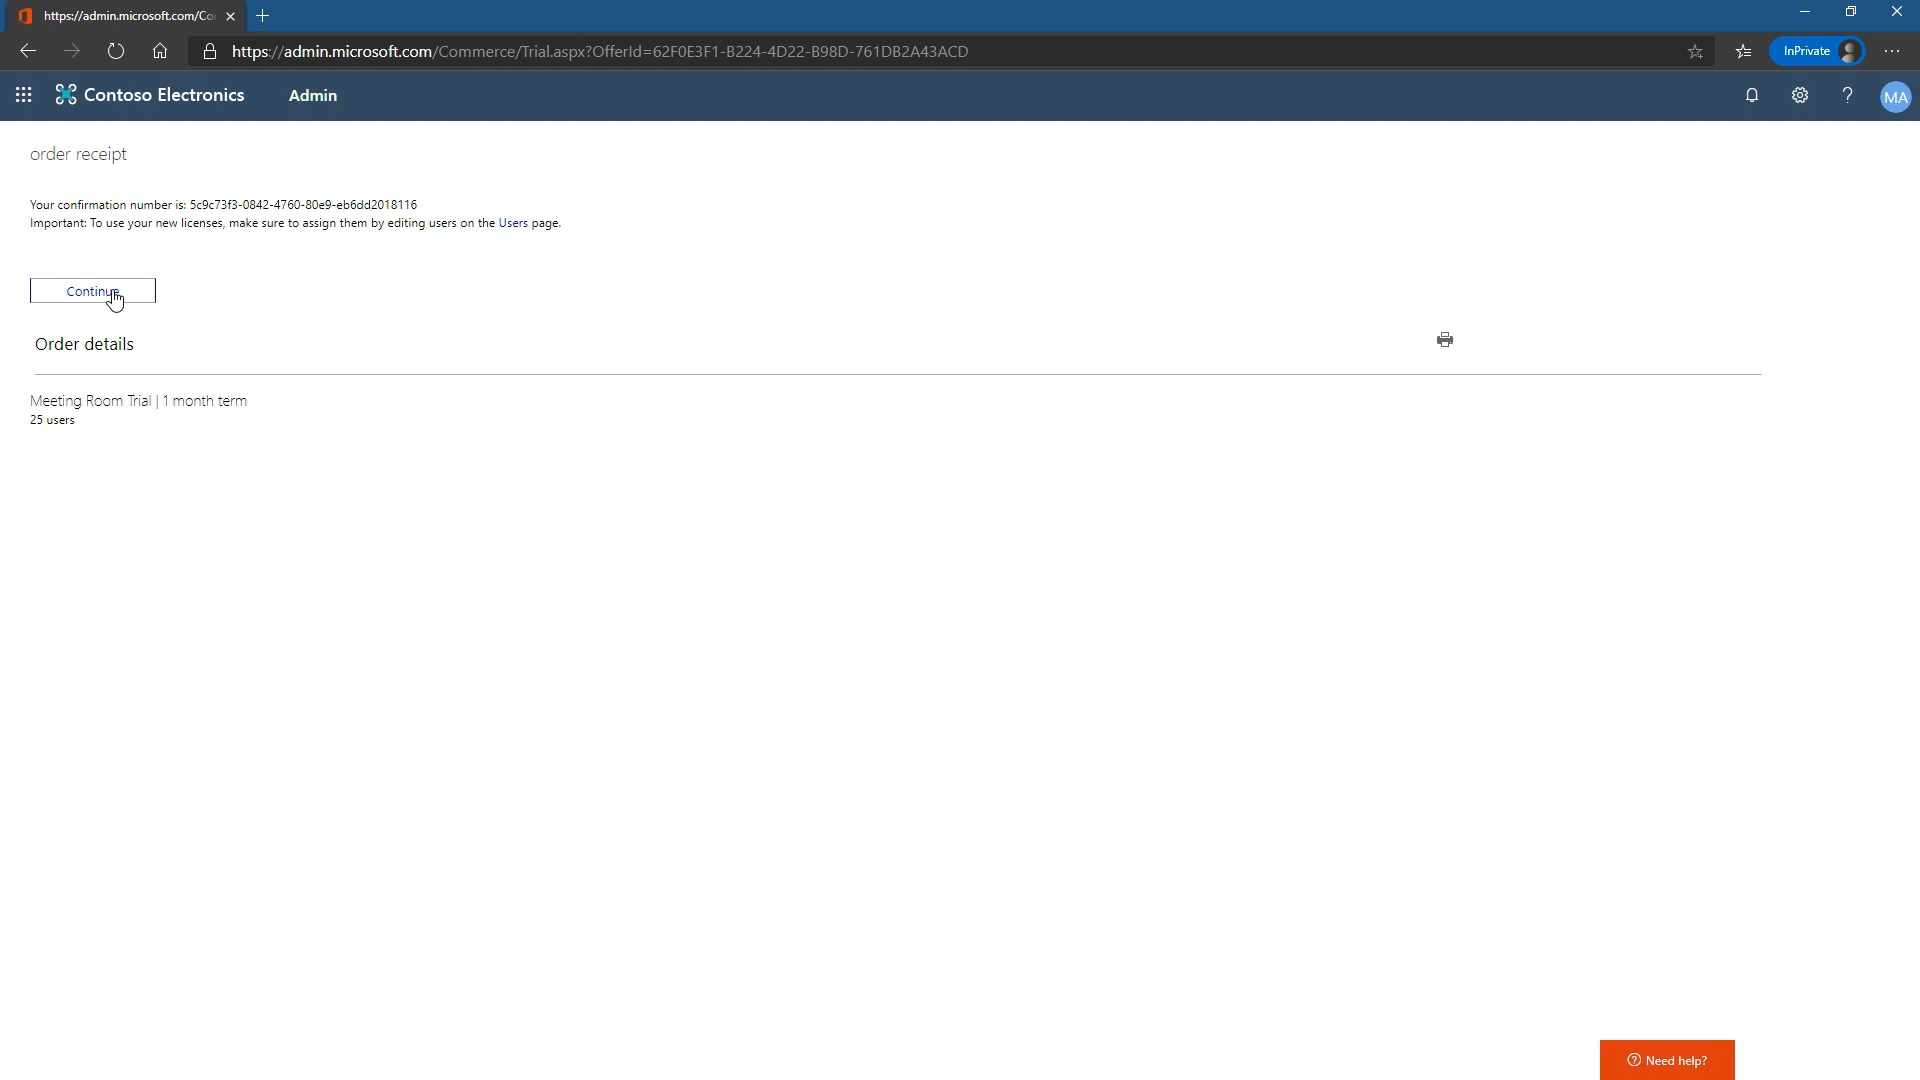 https://admin.microsoft.com/Co
https://admin.microsoft.com/Commerce/Trial.aspx?OfferId=62F0E3F1-B224-4D22-B98D-761DB2A43ACD
InPrivate
Contoso Electronics
Admin
MA
order receipt
Your confirmation number is: 5c9c73f3-0842-4760-80e9-eb6dd2018116
Important: To use your new licenses, make sure to assign them by editing users on the Users page.
Continue
Order details
Meeting Room Trial | 1 month term
25 users
Need help?